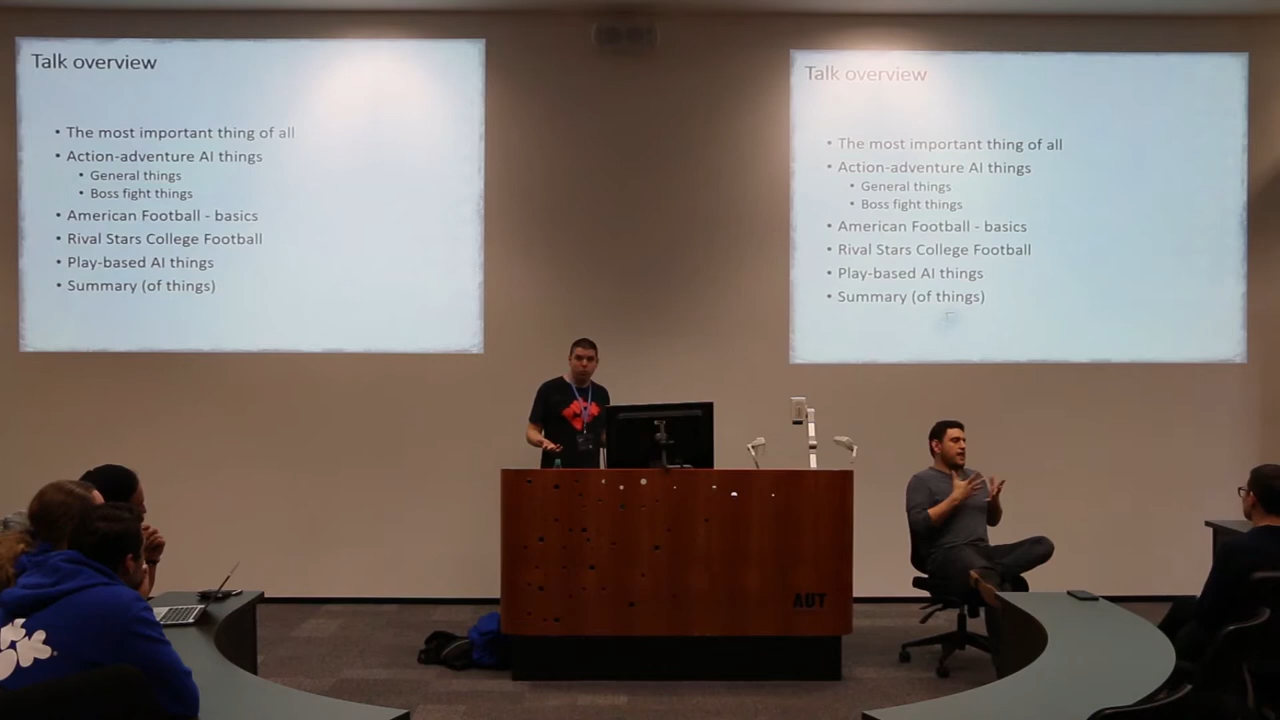 Talk overview
• The most important thing of all
• Action-adventure AI things
• General things
• Boss fight things
• American Football - basics
• Rival Stars College Football
• Play-based AI things
• Summary (of things)
Talk overview
• The most important thing of all
• Action-adventure AI things
• General things
• Boss fight things
• American Football - basics
• Rival Stars College Football
• Play-based AI things
• Summary (of things)
AUT